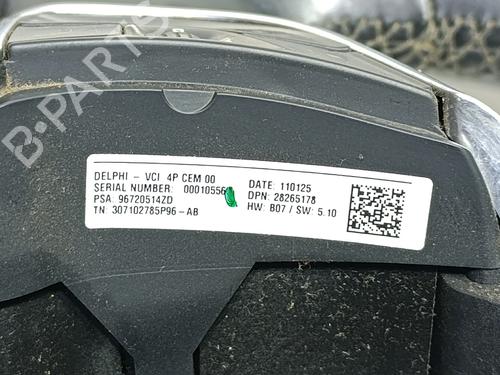 B-Parts
DELPHI - VCI 4P CEM 00
SERIAL NUMBER: 00010556
PSA: 96720514ZD
TN: 307102785P96-AB
DATE: 110125
DPN: 28265178
HW: B07 / SW: 5.10